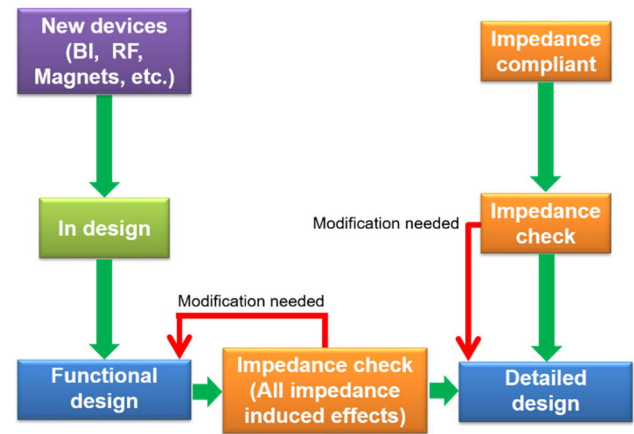 New devices
(BI, RF,
Magnets, etc.)
Impedance
compliant
In design
Modification needed
Impedance
check
Modification needed
Functional
design
Impedance check
(All impedance
induced effects)
Detailed
design